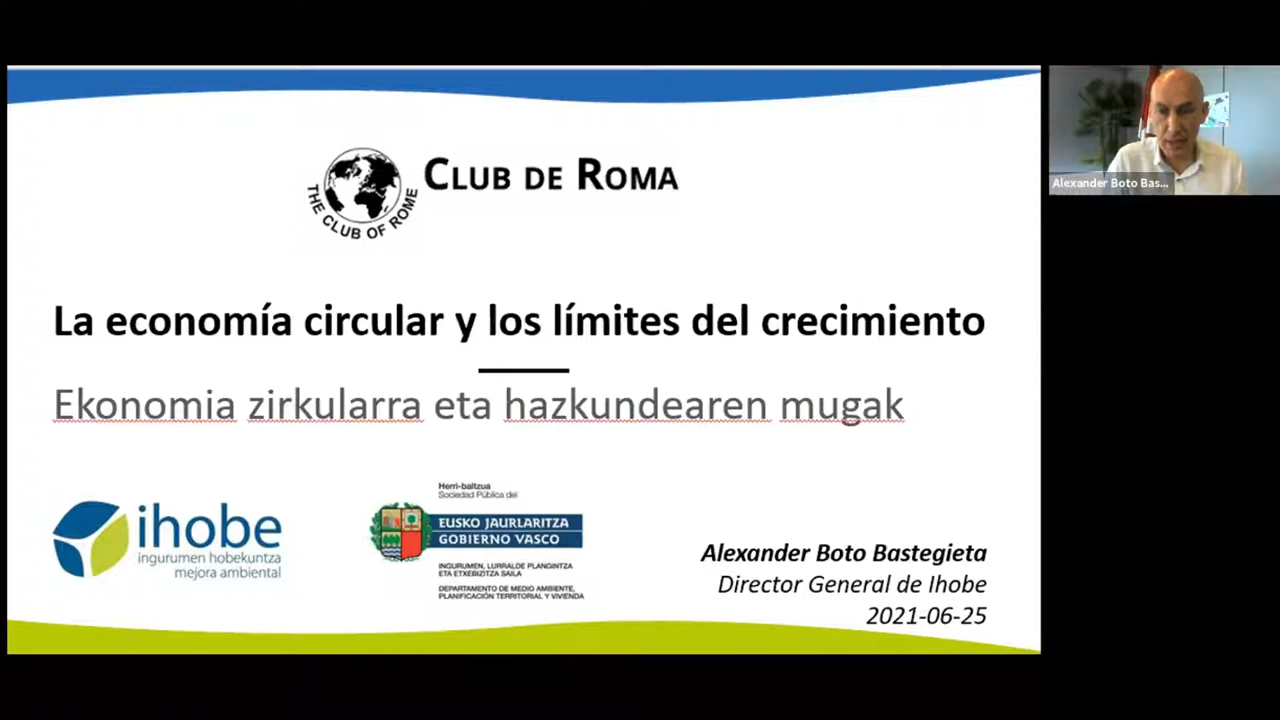 THE CLUB OF ROME
CLUB DE ROMA
Alexander Boto Bas...
La economía circular y los límites del crecimiento
Ekonomia zirkularra eta hazkundearen mugak
ihobe
ingurumen hobekuntza
mejora ambiental
Herri-baltzua
Sociedad Pública del
EUSKO JAURLARITZA
GOBIERNO VASCO
INGURUMEN, LURRALDE PLANGINTZA
ETA ETXEBIZITZA SAILA
DEPARTAMENTO DE MEDIO AMBIENTE,
PLANIFICACIÓN TERRITORIAL Y VIVIENDA
Alexander Boto Bastegieta
Director General de Ihobe
2021-06-25